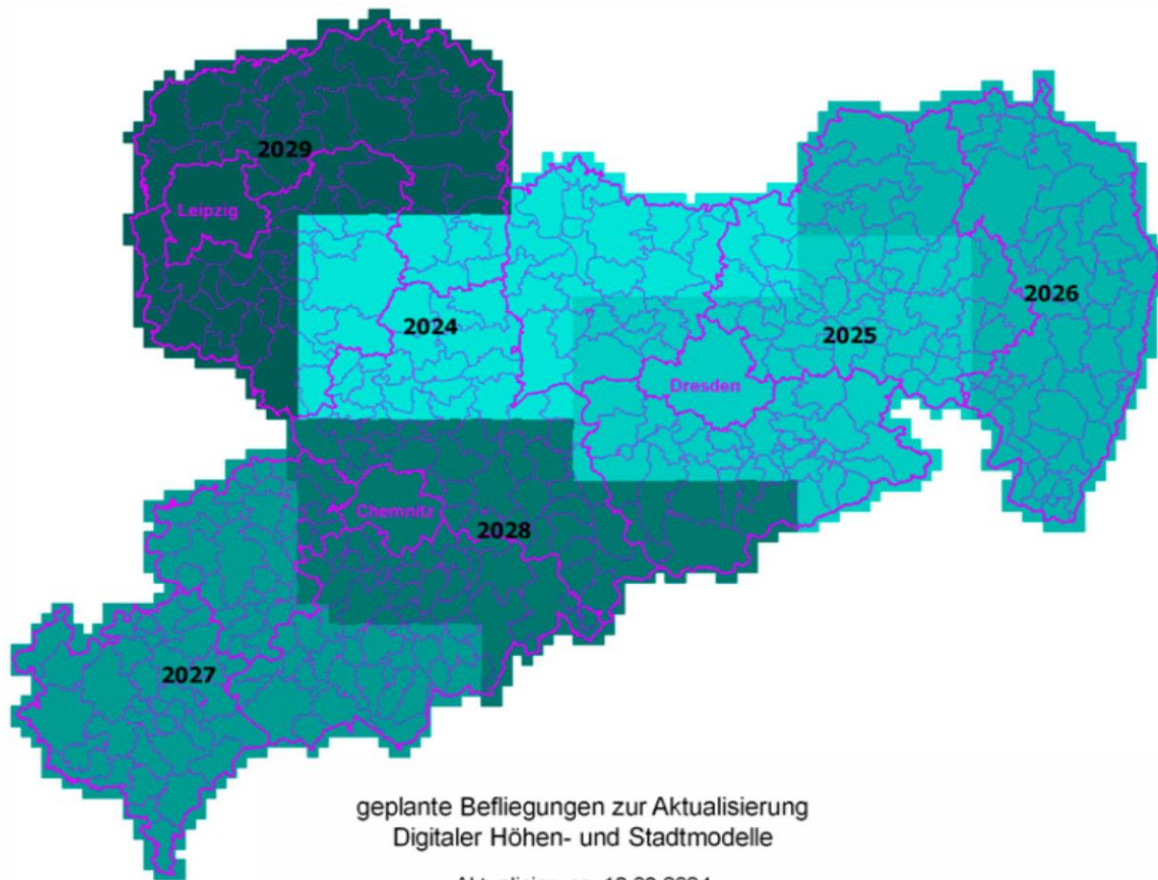 2029
Leipzig
2026
2024
2025
Dresden
Chemnitz
2028
2027
geplante Befliegungen zur Aktualisierung
Digitaler Höhen- und Stadtmodelle